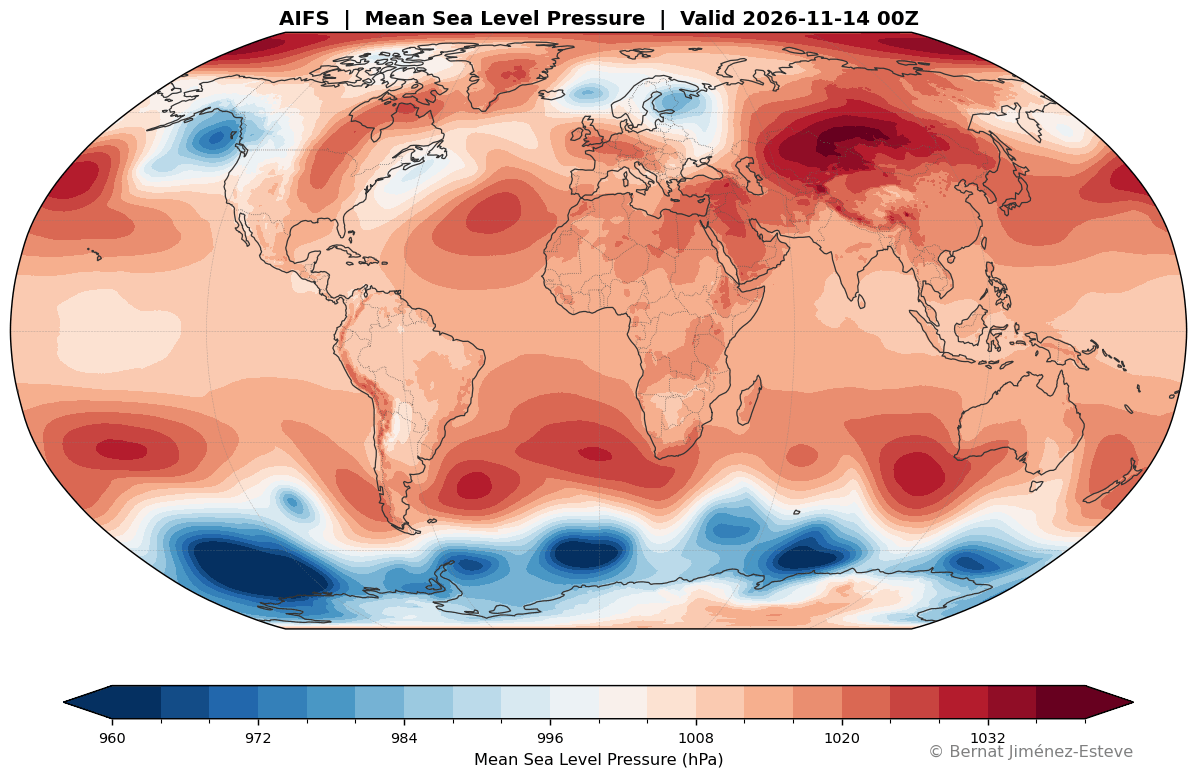 AIFS | Mean Sea Level Pressure | Valid 2026-11-14 00Z
960 972 984 996 1008 1020 1032
Mean Sea Level Pressure (hPa)
© Bernat Jiménez-Esteve